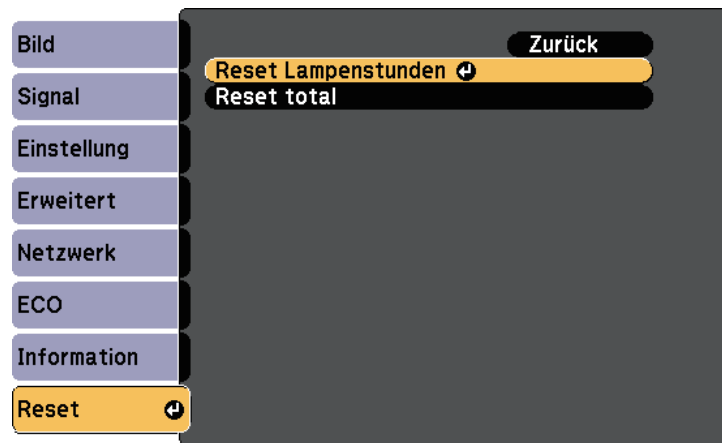 Bild
Signal
Einstellung
Erweitert
Netzwerk
ECO
Information
Reset
Zurück
Reset Lampenstunden
Reset total